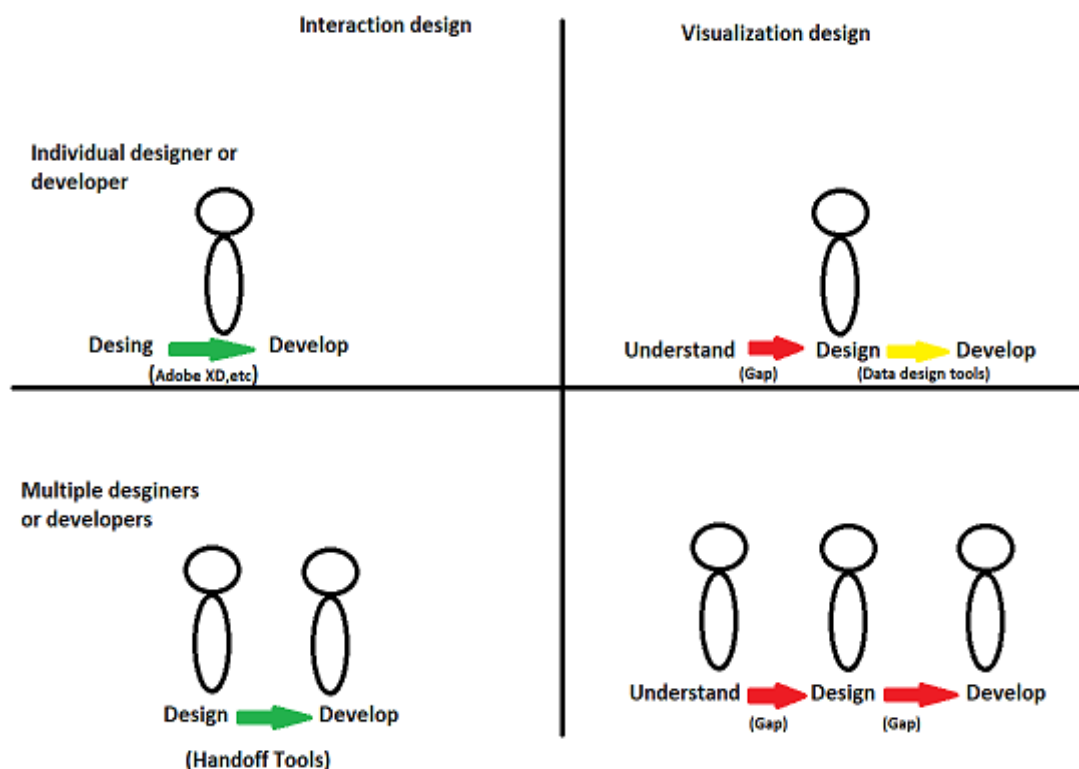 Interaction design
Visualization design
Individual designer or
developer
Desing
Develop
(Adobe XD,etc)
Understand
Design
Develop
(Gap)
(Data design tools)
Multiple desginers
or developers
Design
Develop
(Handoff Tools)
Understand
Design
Develop
(Gap)
(Gap)